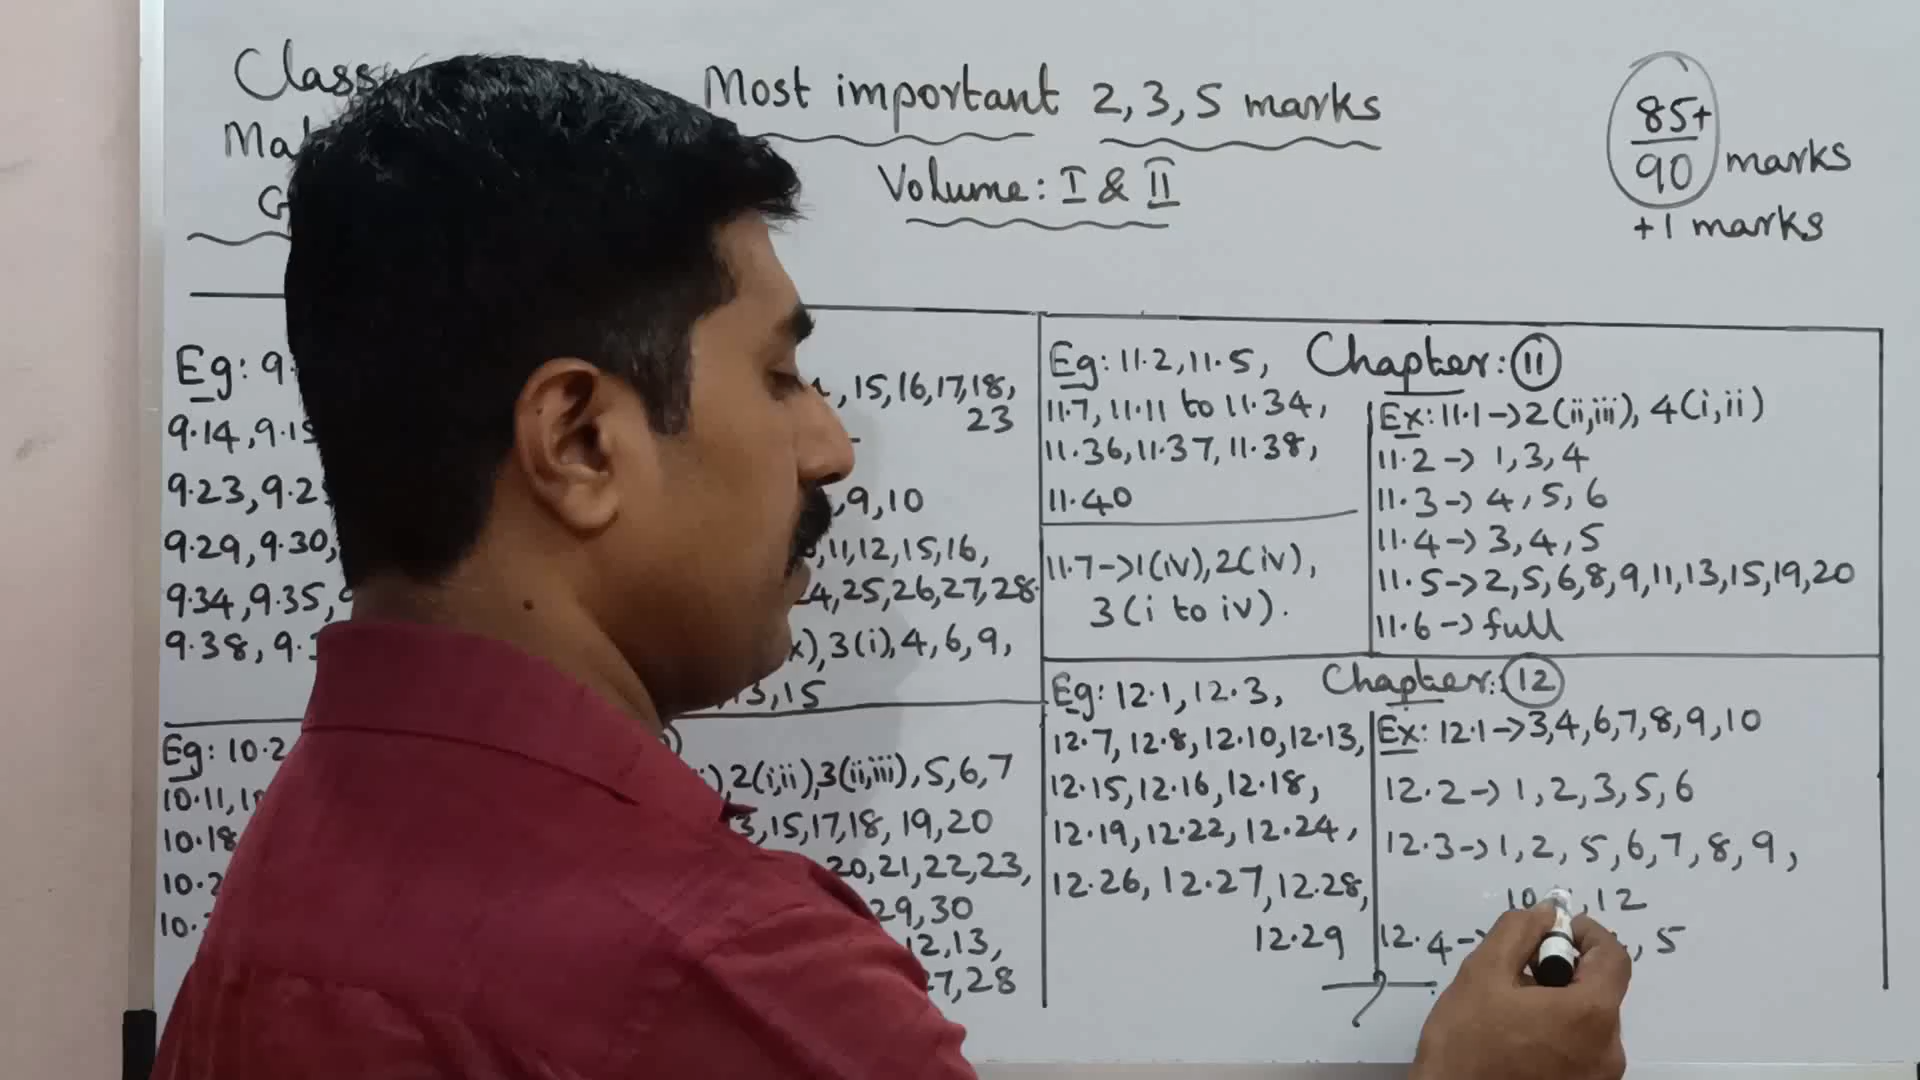 Class
Most important 2, 3, 5 marks
Volume: I & II
85+
90 marks
+1 marks
Eg: 9.
9.14, 9.15
9.23, 9.2
9.29, 9.30,
9.34, 9.35,
9.38, 9.
, 15, 16, 17, 18,
23
, 9, 10
, 11, 12, 15, 16,
24, 25, 26, 27, 28
x), 3(i), 4, 6, 9,
13, 15
Eg: 10.2
10.11,
10.18
10.2
10.
), 2(i,ii), 3(ii,iii), 5, 6, 7
3, 15, 17, 18, 19, 20
20, 21, 22, 23,
29, 30
12, 13,
27, 28
Chapter: 11
Eg: 11.2, 11.5,
11.7, 11.11 to 11.34,
11.36, 11.37, 11.38,
11.40
11.7 → 1(iv), 2(iv),
3(i to iv).
Ex: 11.1 → 2(ii,iii), 4(i,ii)
11.2 → 1, 3, 4
11.3 → 4, 5, 6
11.4 → 3, 4, 5
11.5 → 2, 5, 6, 8, 9, 11, 13, 15, 19, 20
11.6 → full
Chapter: 12
Eg: 12.1, 12.3,
12.7, 12.8, 12.10, 12.13,
12.15, 12.16, 12.18,
12.19, 12.22, 12.24,
12.26, 12.27, 12.28,
12.29
Ex: 12.1 → 3, 4, 6, 7, 8, 9, 10
12.2 → 1, 2, 3, 5, 6
12.3 → 1, 2, 5, 6, 7, 8, 9,
10, , 12
12.4 → , 5